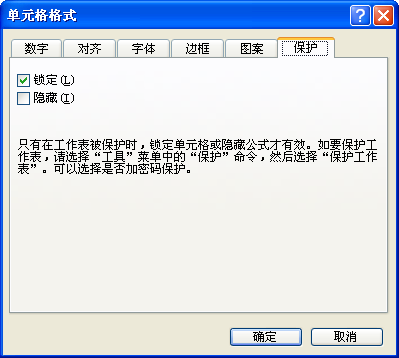 单元格格式
数字 对齐 字体 边框 图案 保护
锁定(L)
隐藏(I)
只有在工作表被保护时，锁定单元格或隐藏公式才有效。如要保护工
作表，请选择“工具”菜单中的“保护”命令，然后选择“保护工作
表”。可以选择是否加密码保护。
确定 取消